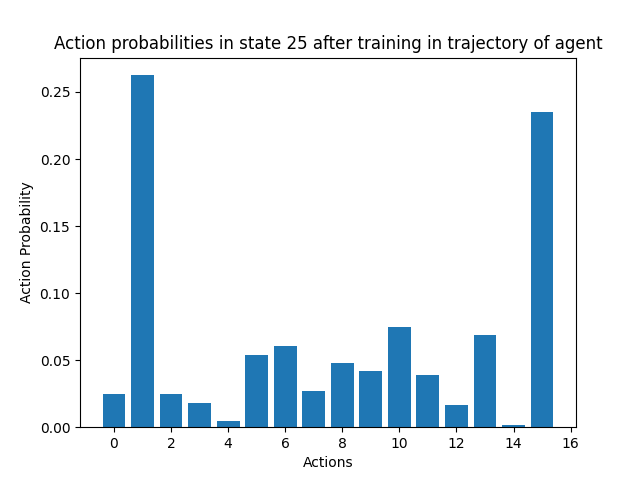 Action probabilities in state 25 after training in trajectory of agent
0.25
0.20
0.15
0.10
0.05
0.00
Action Probability
0 2 4 6 8 10 12 14 16
Actions